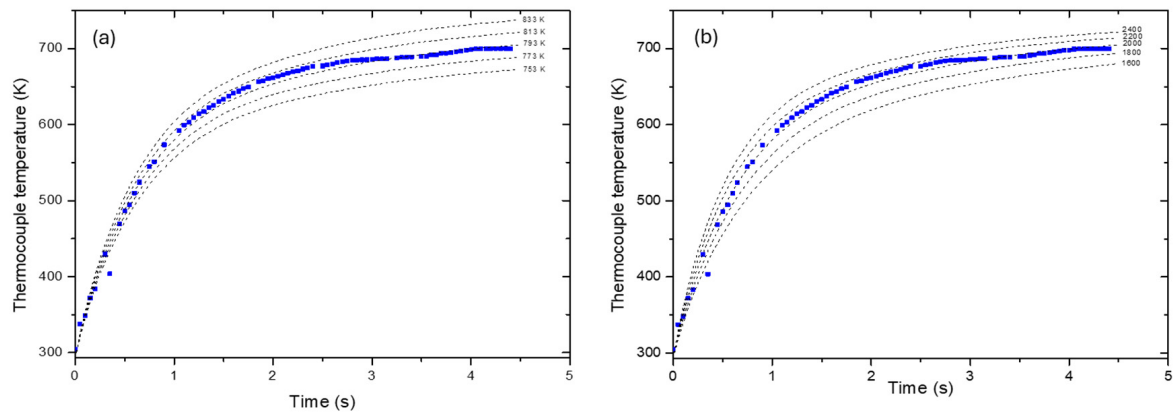 (a)
833 K
813 K
793 K
773 K
753 K
700
600
500
400
300
0
1
2
3
4
5
Thermocouple temperature (K)
Time (s)
(b)
2400
2200
2000
1800
1600
700
600
500
400
300
0
1
2
3
4
5
Thermocouple temperature (K)
Time (s)